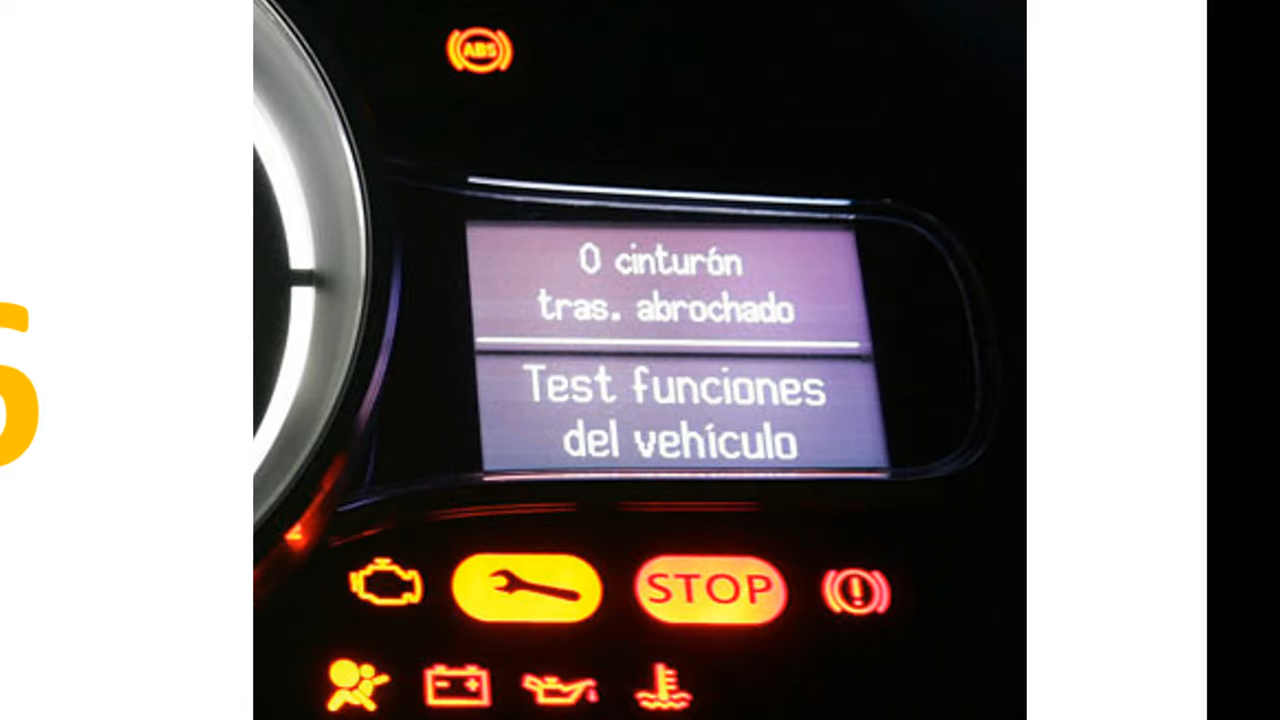 ABS
0 cinturón
tras. abrochado
Test funciones
del vehículo
STOP